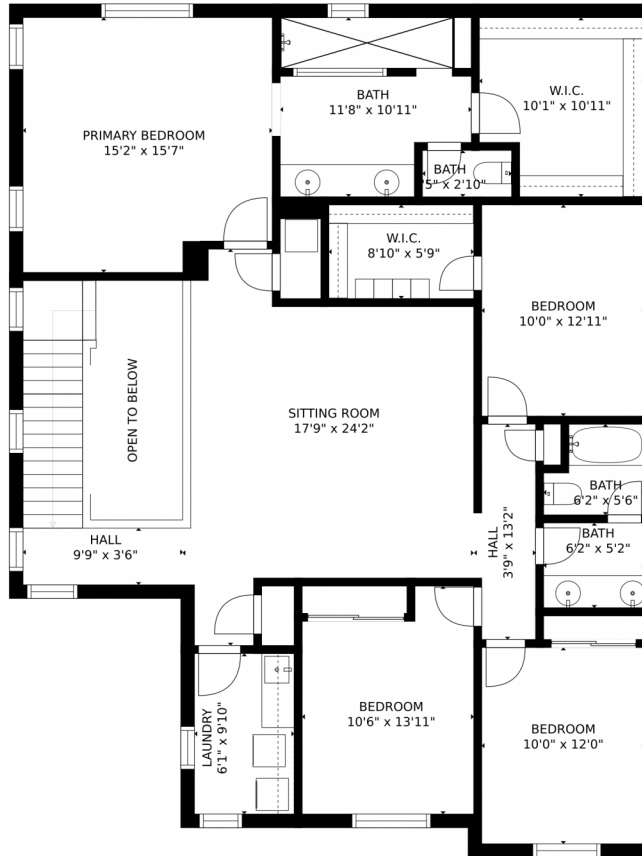 BATH
11'8" x 10'11"
W.I.C.
10'1" x 10'11"
PRIMARY BEDROOM
15'2" x 15'7"
BATH
'5" x 2'10"
W.I.C.
8'10" x 5'9"
BEDROOM
10'0" x 12'11"
OPEN TO BELOW
SITTING ROOM
17'9" x 24'2"
BATH
6'2" x 5'6"
HALL
9'9" x 3'6"
HALL
3'9" x 13'2"
BATH
6'2" x 5'2"
LAUNDRY
6'1" x 9'10"
BEDROOM
10'6" x 13'11"
BEDROOM
10'0" x 12'0"